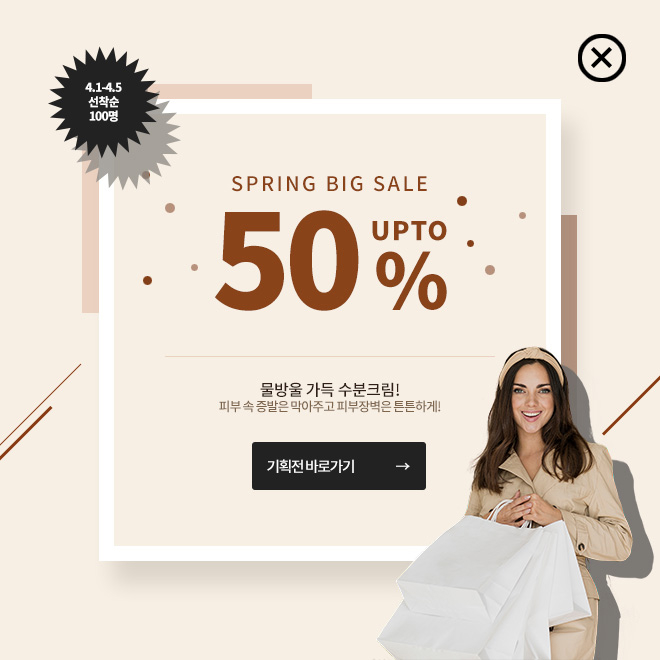 4.1-4.5
선착순
100명
SPRING BIG SALE
50 UPTO %
물방울 가득 수분크림!
피부 속 증발은 막아주고 피부장벽은 튼튼하게!
기획전 바로가기 →